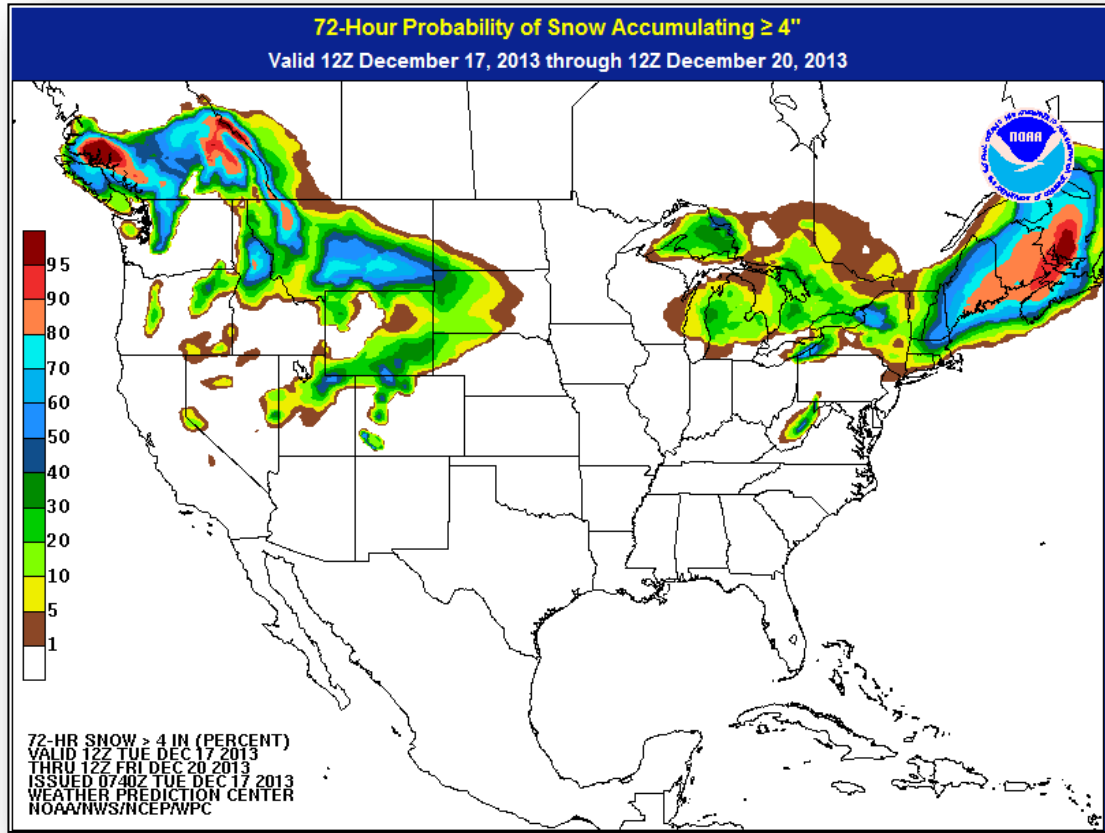 72-Hour Probability of Snow Accumulating ≥ 4"
Valid 12Z December 17, 2013 through 12Z December 20, 2013
NOAA
95
90
80
70
60
50
40
30
20
10
5
1
72-HR SNOW > 4 IN (PERCENT)
VALID 12Z TUE DEC 17 2013
THRU 12Z FRI DEC 20 2013
ISSUED 0740Z TUE DEC 17 2013
WEATHER PREDICTION CENTER
NOAA/NWS/NCEP/WPC